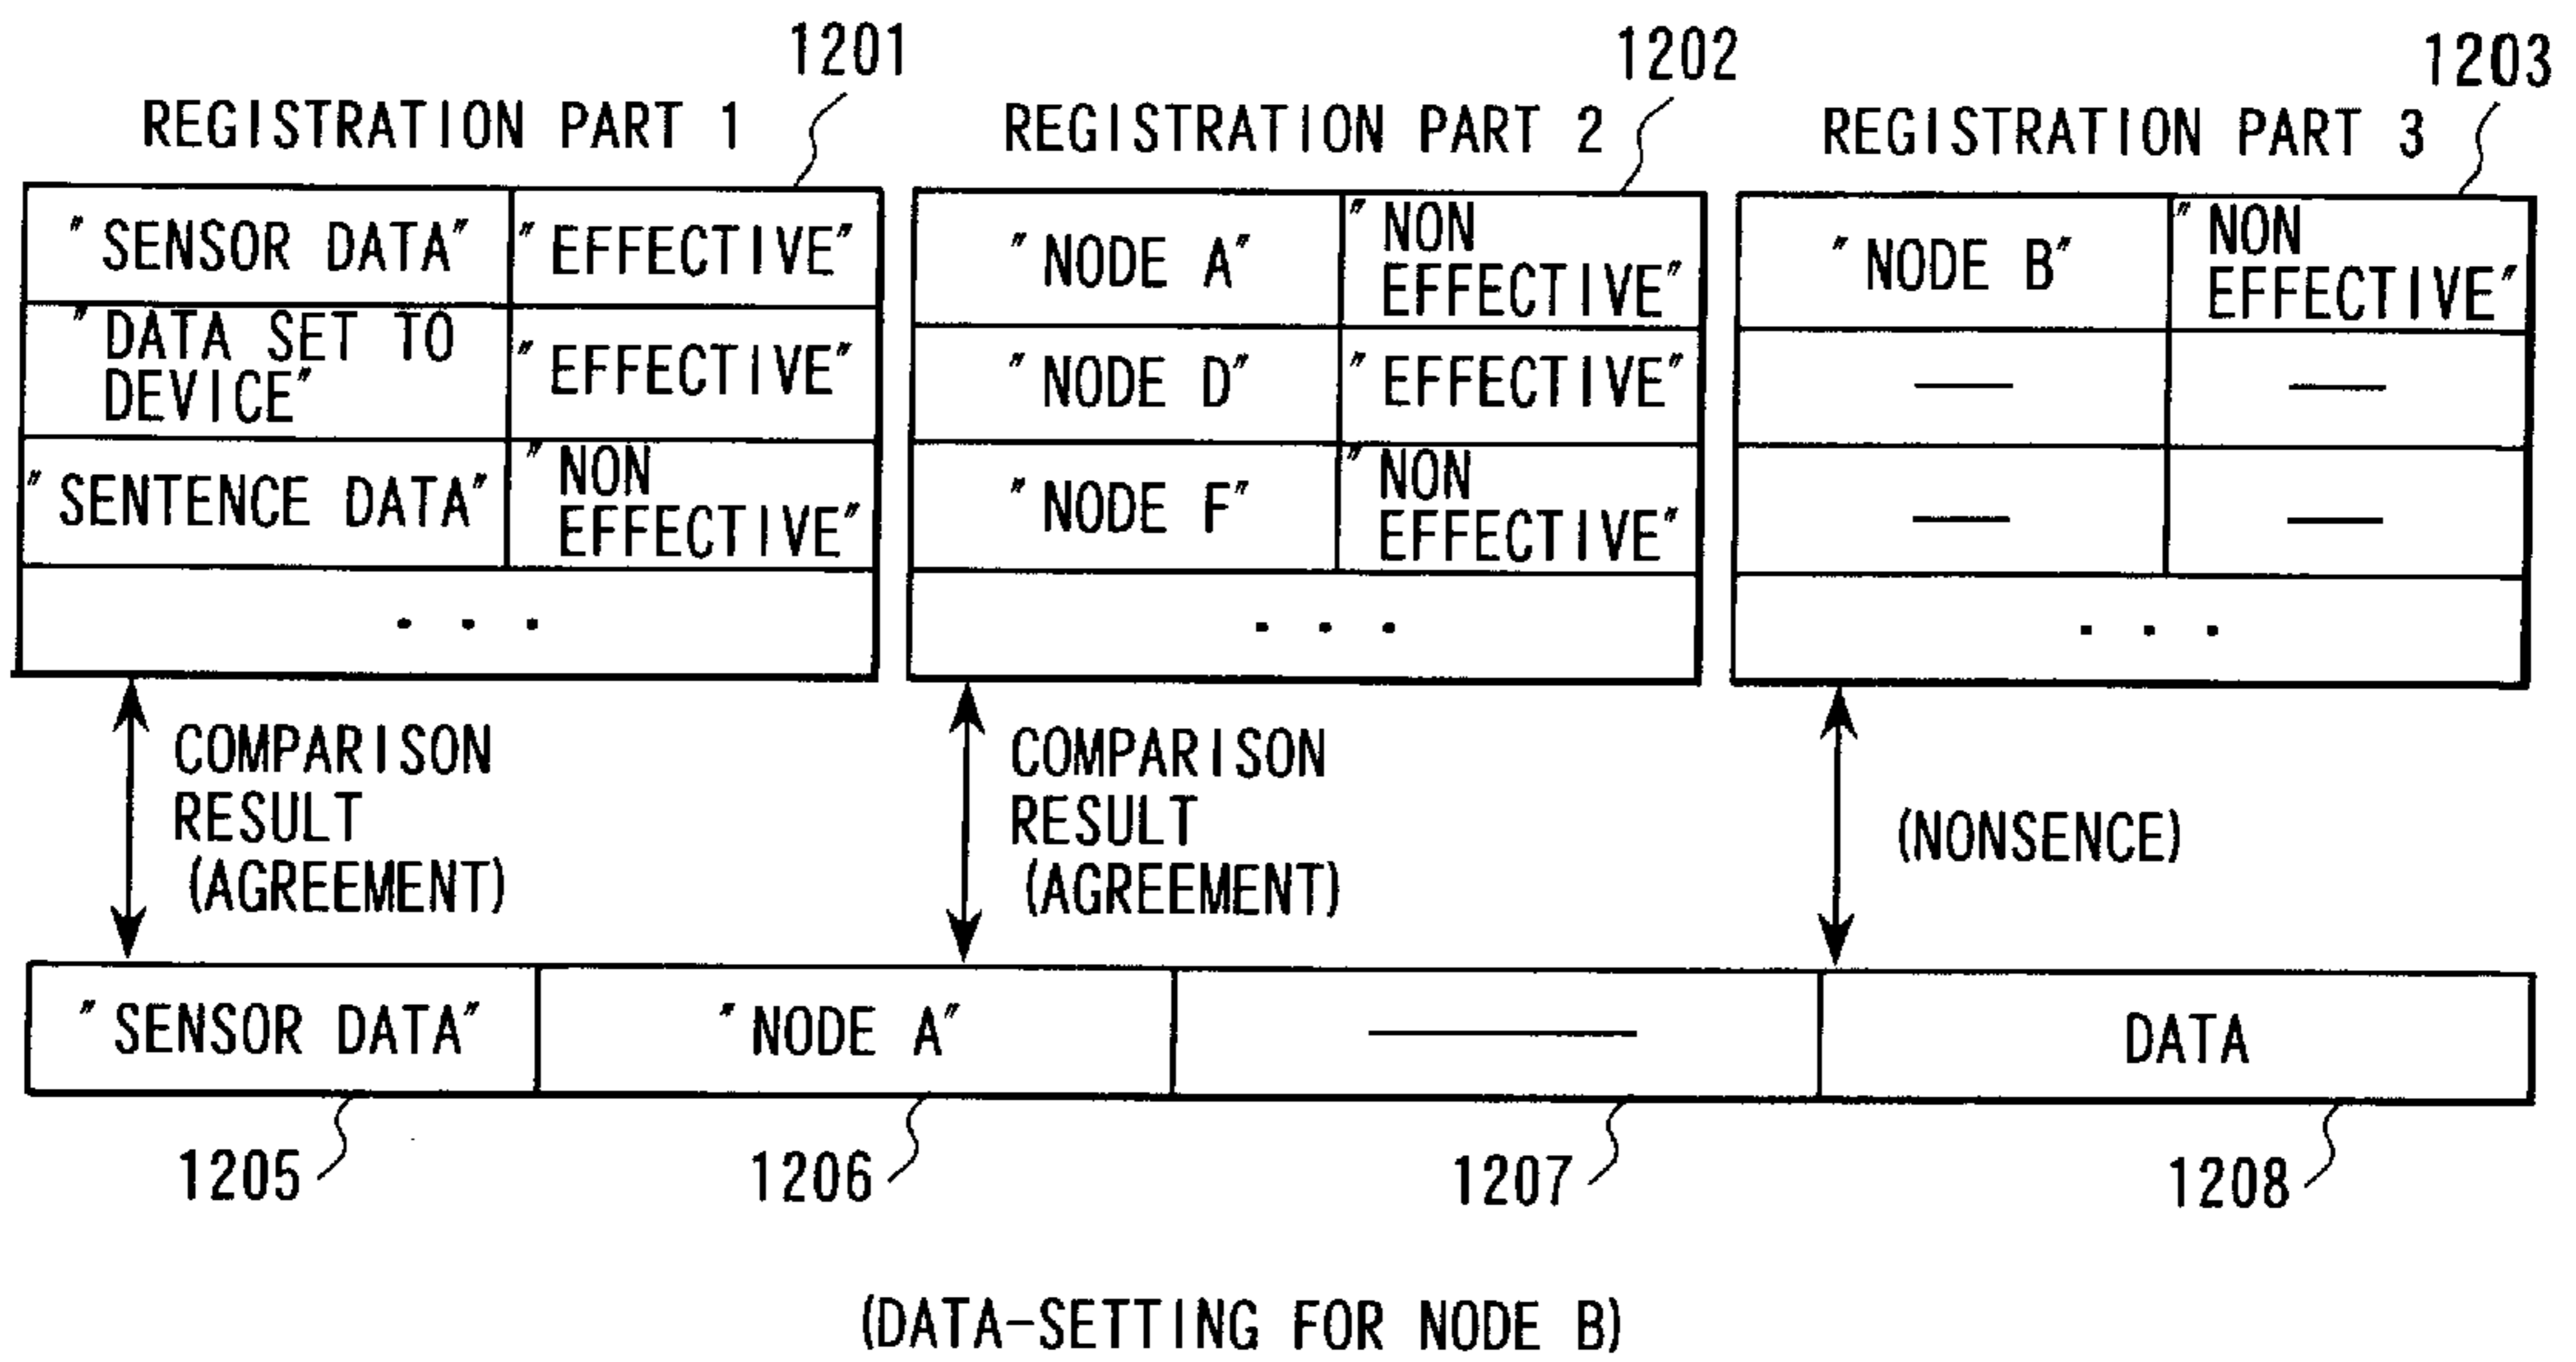 1201
1202
1203
REGISTRATION PART 1
REGISTRATION PART 2
REGISTRATION PART 3
"SENSOR DATA"
"EFFECTIVE"
"DATA SET TO
DEVICE"
"EFFECTIVE"
"SENTENCE DATA"
"NON
EFFECTIVE"
. . .
"NODE A"
"NON
EFFECTIVE"
"NODE D"
"EFFECTIVE"
"NODE F"
"NON
EFFECTIVE"
. . .
"NODE B"
"NON
EFFECTIVE"
—
—
—
—
. . .
COMPARISON
RESULT
(AGREEMENT)
COMPARISON
RESULT
(AGREEMENT)
(NONSENCE)
"SENSOR DATA"
"NODE A"
—
DATA
1205
1206
1207
1208
(DATA-SETTING FOR NODE B)